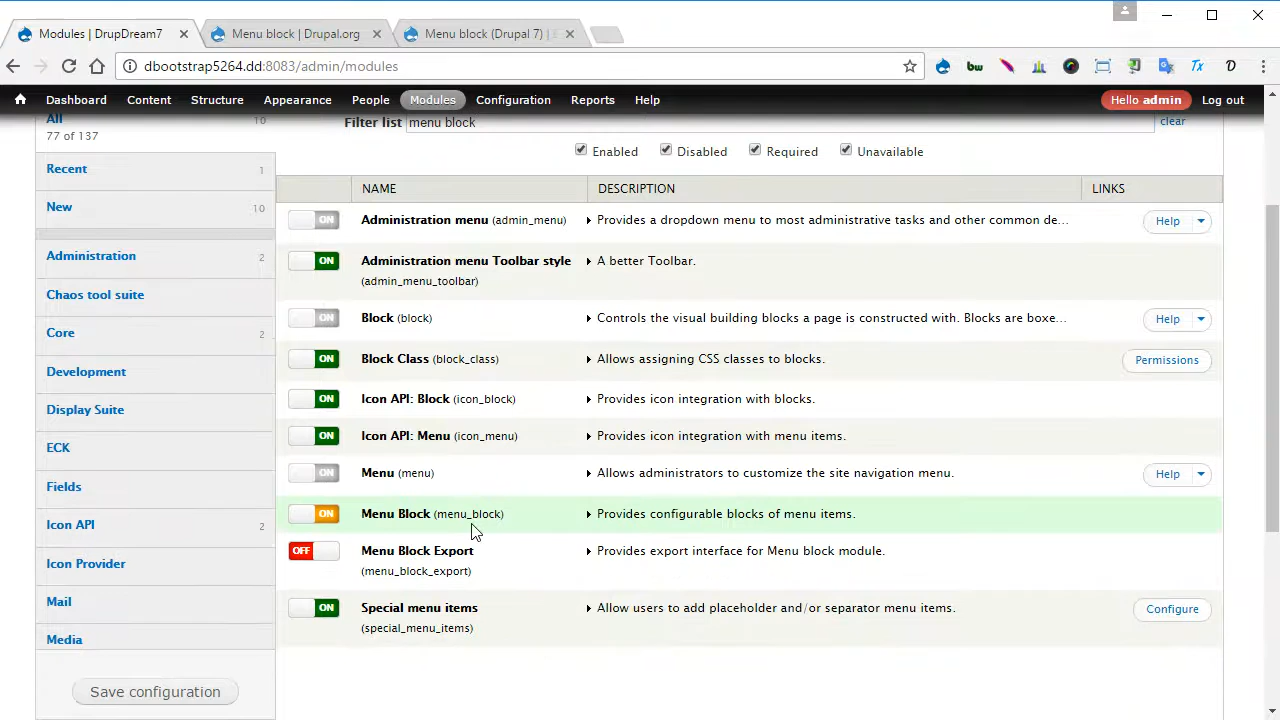 Modules | DrupDream7
Menu block | Drupal.org
Menu block (Drupal 7) |
dbootstrap5264.dd:8083/admin/modules
Dashboard Content Structure Appearance People Modules Configuration Reports Help Hello admin Log out
All 10
77 of 137
Recent 1
New 10
Administration 2
Chaos tool suite
Core 2
Development
Display Suite
ECK
Fields
Icon API 2
Icon Provider
Mail
Media
Save configuration
Filter list menu block clear
Enabled Disabled Required Unavailable
NAME DESCRIPTION LINKS
ON Administration menu (admin_menu) Provides a dropdown menu to most administrative tasks and other common de... Help
ON Administration menu Toolbar style A better Toolbar.
(admin_menu_toolbar)
ON Block (block) Controls the visual building blocks a page is constructed with. Blocks are boxe... Help
ON Block Class (block_class) Allows assigning CSS classes to blocks. Permissions
ON Icon API: Block (icon_block) Provides icon integration with blocks.
ON Icon API: Menu (icon_menu) Provides icon integration with menu items.
ON Menu (menu) Allows administrators to customize the site navigation menu. Help
ON Menu Block (menu_block) Provides configurable blocks of menu items.
OFF Menu Block Export Provides export interface for Menu block module.
(menu_block_export)
ON Special menu items Allow users to add placeholder and/or separator menu items. Configure
(special_menu_items)